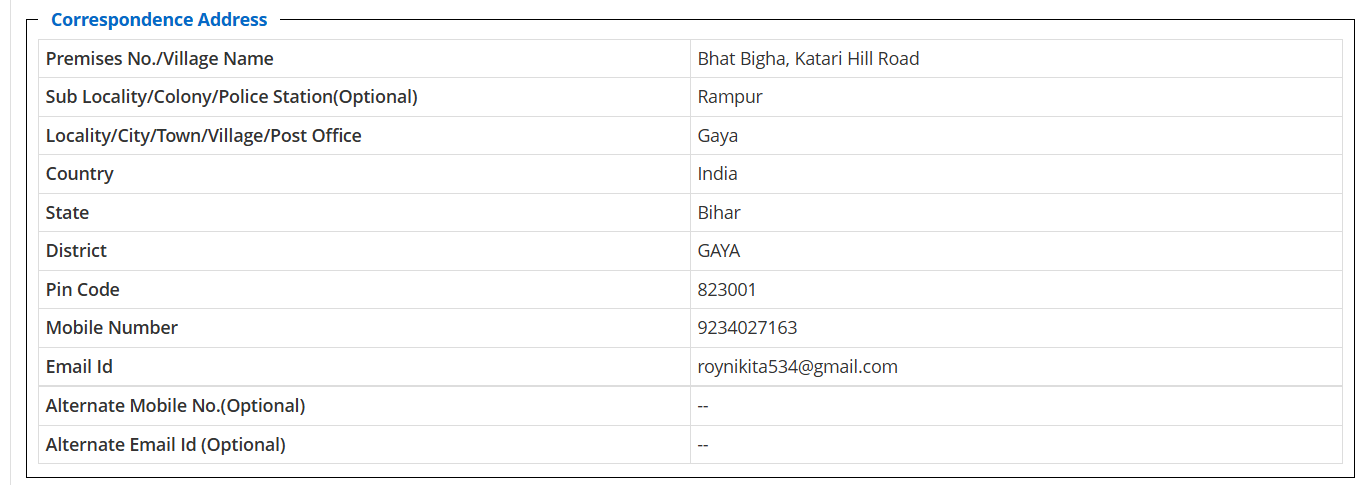 Correspondence Address
Premises No./Village Name Bhat Bigha, Katari Hill Road
Sub Locality/Colony/Police Station(Optional) Rampur
Locality/City/Town/Village/Post Office Gaya
Country India
State Bihar
District GAYA
Pin Code 823001
Mobile Number 9234027163
Email Id roynikita534@gmail.com
Alternate Mobile No.(Optional) --
Alternate Email Id (Optional) --